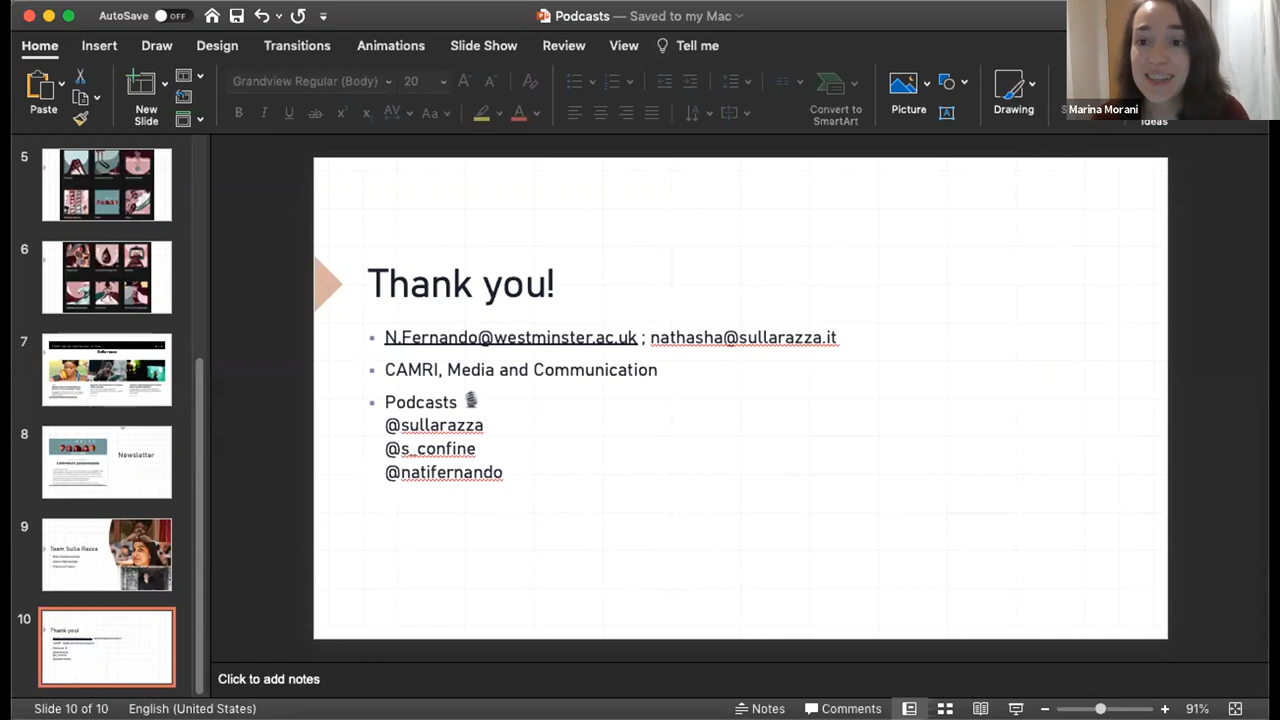 AutoSave OFF
Podcasts — Saved to my Mac
Home Insert Draw Design Transitions Animations Slide Show Review View Tell me
Paste
New Slide
Grandview Regular (Body) 20
Convert to SmartArt
Picture
Drawing
Ideas
Marina Morani
5
6
7
8
Newsletter
9
Team Sulla Razza
10
Thank you!
Thank you!
N.Fernando@westminster.ac.uk ; nathasha@sullarazza.it
CAMRI, Media and Communication
Podcasts 🎙
@sullarazza
@s_confine
@natifernando
Click to add notes
Slide 10 of 10 English (United States) Notes Comments 91%